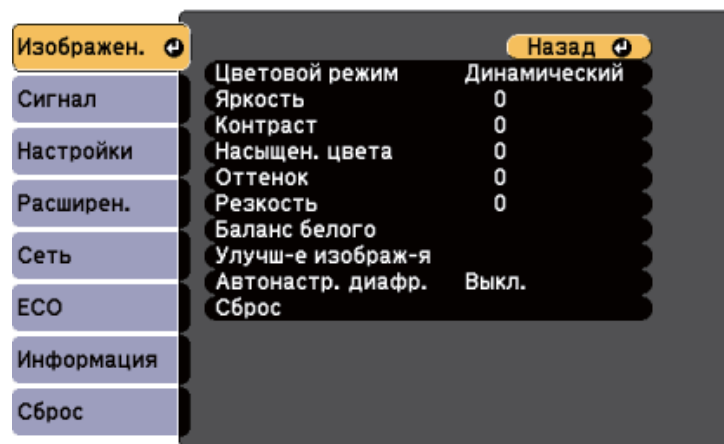 Изображен.
Сигнал
Настройки
Расширен.
Сеть
ECO
Информация
Сброс
Назад
Цветовой режим Динамический
Яркость 0
Контраст 0
Насыщен. цвета 0
Оттенок 0
Резкость 0
Баланс белого
Улучш-е изображ-я
Автонастр. диафр. Выкл.
Сброс